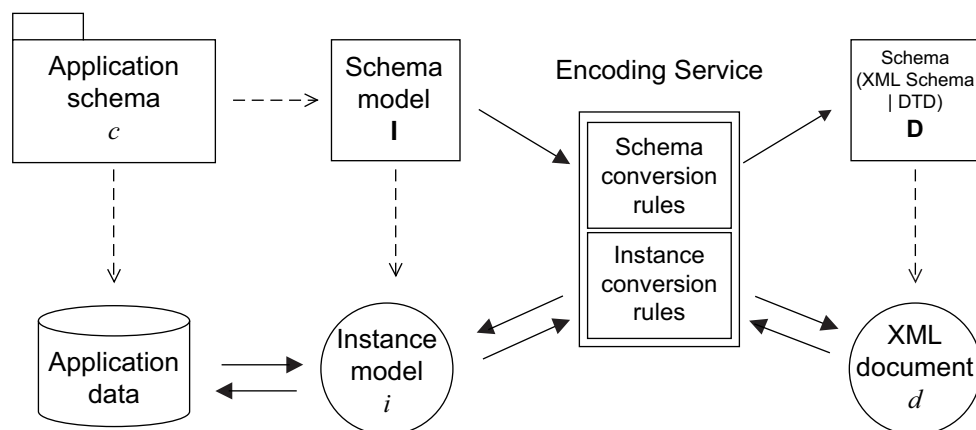 Application
schema
c
Schema
model
I
Encoding Service
Schema
conversion
rules
Instance
conversion
rules
Schema
(XML Schema
| DTD)
D
Application
data
Instance
model
i
XML
document
d